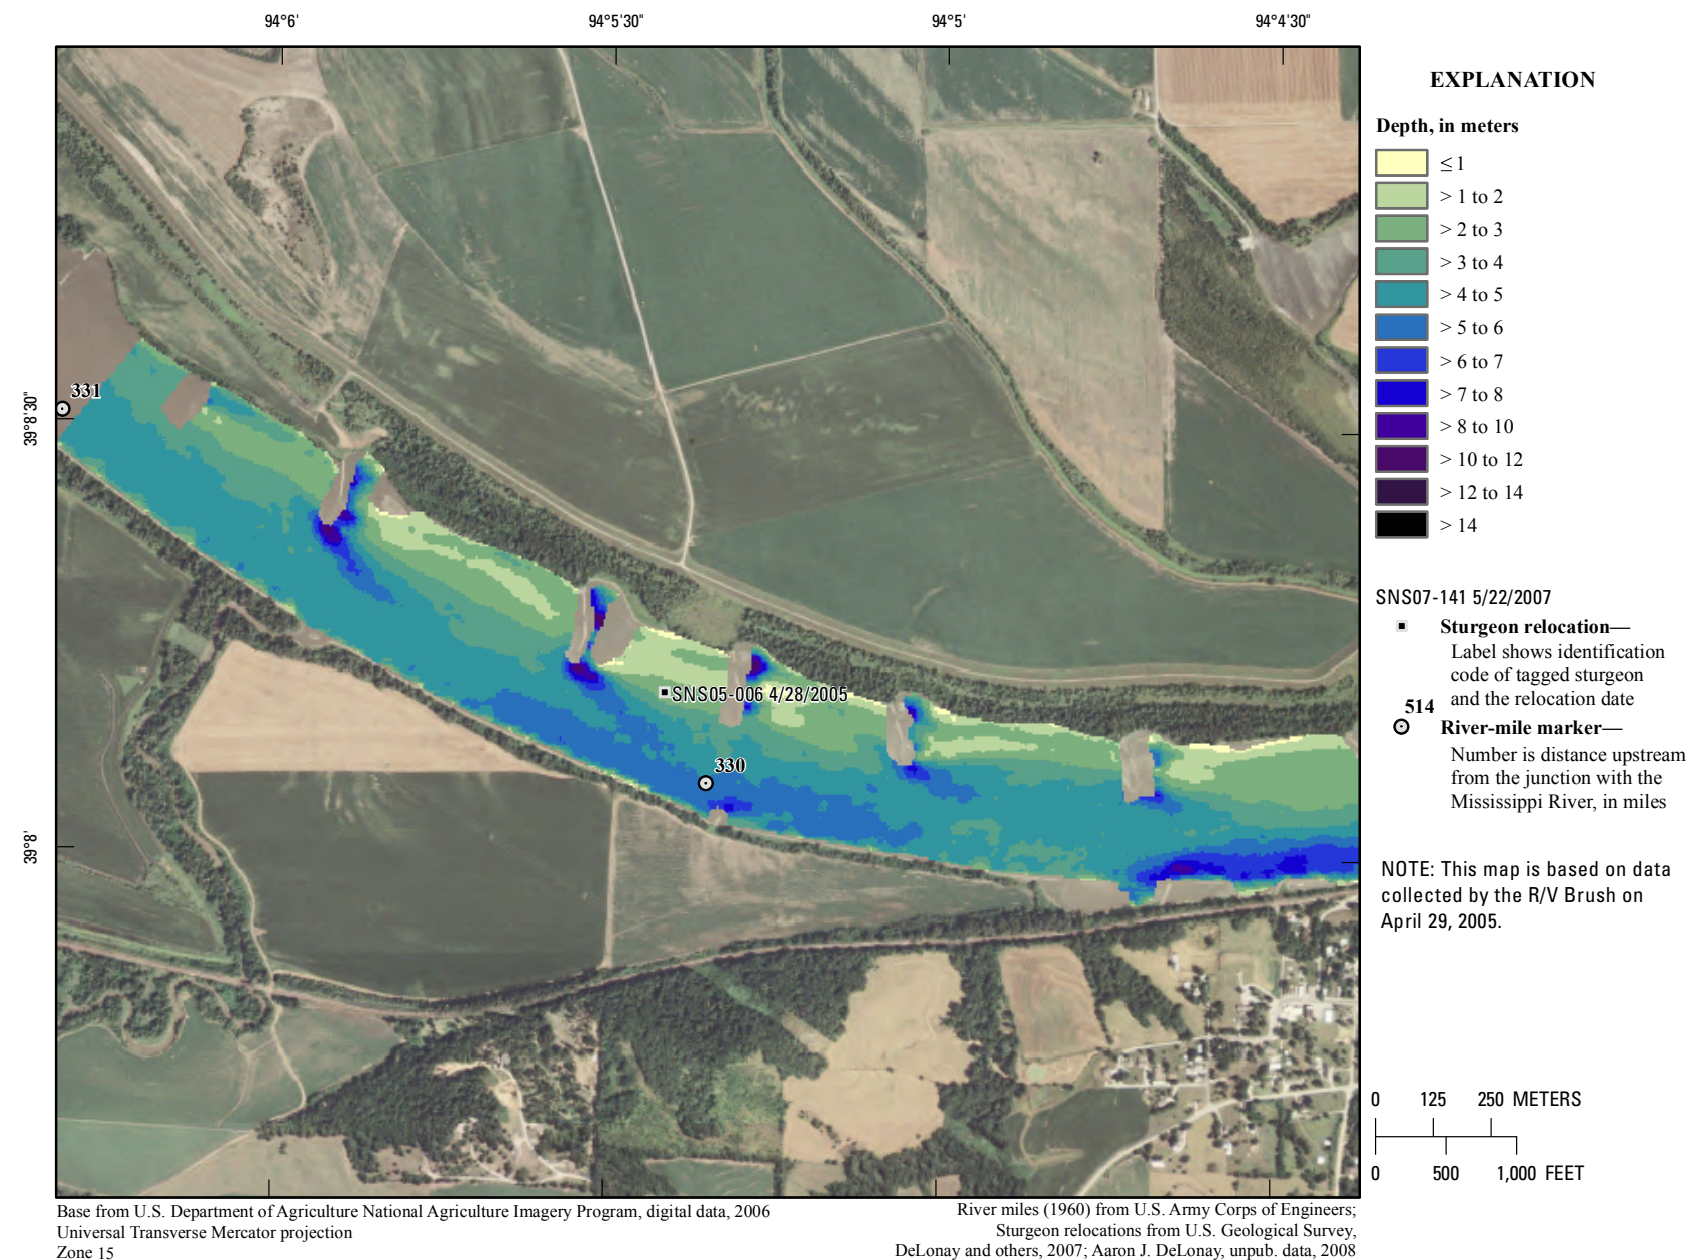 94°6' 94°5'30" 94°5' 94°4'30"
39°8'30"
39°8'
331
SNS05-006 4/28/2005
330
EXPLANATION
Depth, in meters
≤ 1
> 1 to 2
> 2 to 3
> 3 to 4
> 4 to 5
> 5 to 6
> 6 to 7
> 7 to 8
> 8 to 10
> 10 to 12
> 12 to 14
> 14
SNS07-141 5/22/2007
Sturgeon relocation—
Label shows identification
code of tagged sturgeon
and the relocation date
514
River-mile marker—
Number is distance upstream
from the junction with the
Mississippi River, in miles
NOTE: This map is based on data
collected by the R/V Brush on
April 29, 2005.
0 125 250 METERS
0 500 1,000 FEET
Base from U.S. Department of Agriculture National Agriculture Imagery Program, digital data, 2006
Universal Transverse Mercator projection
Zone 15
River miles (1960) from U.S. Army Corps of Engineers;
Sturgeon relocations from U.S. Geological Survey,
DeLonay and others, 2007; Aaron J. DeLonay, unpub. data, 2008